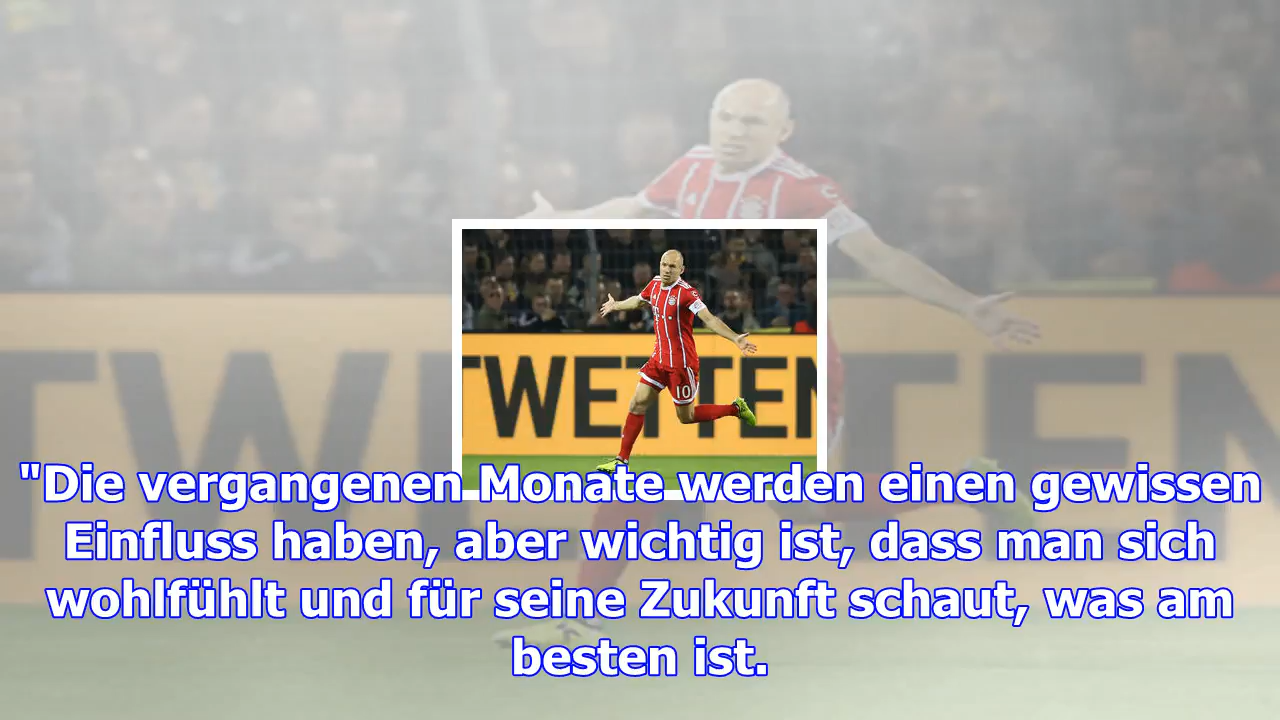 TWETTEN
10
"Die vergangenen Monate werden einen gewissen
Einfluss haben, aber wichtig ist, dass man sich
wohlfühlt und für seine Zukunft schaut, was am
besten ist.